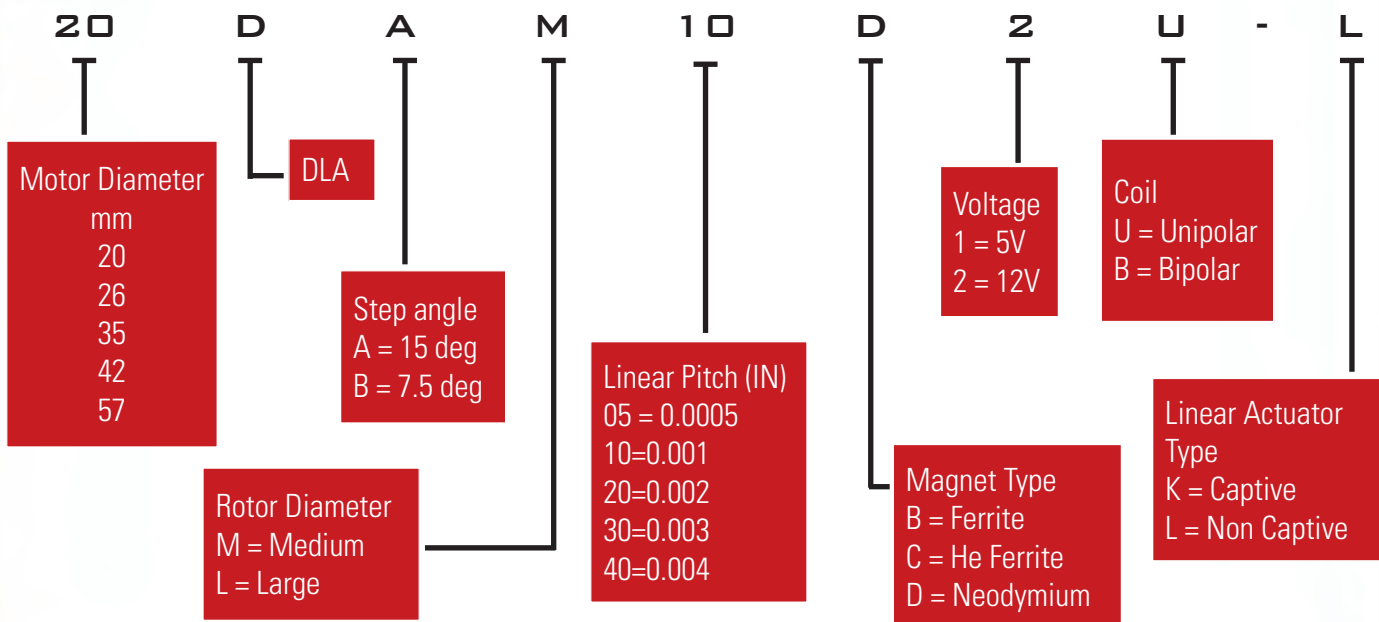 20 D A M 10 D 2 U - L
Motor Diameter
mm
20
26
35
42
57
DLA
Step angle
A = 15 deg
B = 7.5 deg
Rotor Diameter
M = Medium
L = Large
Linear Pitch (IN)
05 = 0.0005
10=0.001
20=0.002
30=0.003
40=0.004
Magnet Type
B = Ferrite
C = He Ferrite
D = Neodymium
Voltage
1 = 5V
2 = 12V
Coil
U = Unipolar
B = Bipolar
Linear Actuator
Type
K = Captive
L = Non Captive